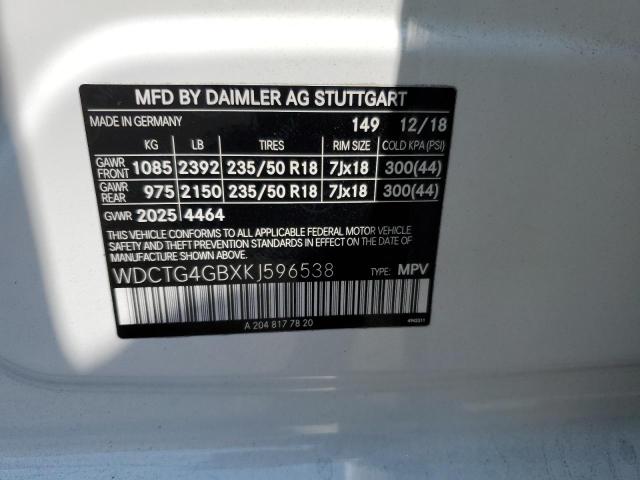 MFD BY DAIMLER AG STUTTGART
MADE IN GERMANY 149 12/18
KG LB TIRES RIM SIZE COLD KPA (PSI)
GAWR FRONT 1085 2392 235/50 R18 7Jx18 300(44)
GAWR REAR 975 2150 235/50 R18 7Jx18 300(44)
GVWR 2025 4464
THIS VEHICLE CONFORMS TO ALL APPLICABLE FEDERAL MOTOR VEHICLE
SAFETY BUMPER, AND THEFT PREVENTION STANDARDS IN EFFECT ON THE DATE OF
MANUFACTURE SHOWN ABOVE.
WDCTG4GBXKJ596538 TYPE: MPV
A 204 817 78 20